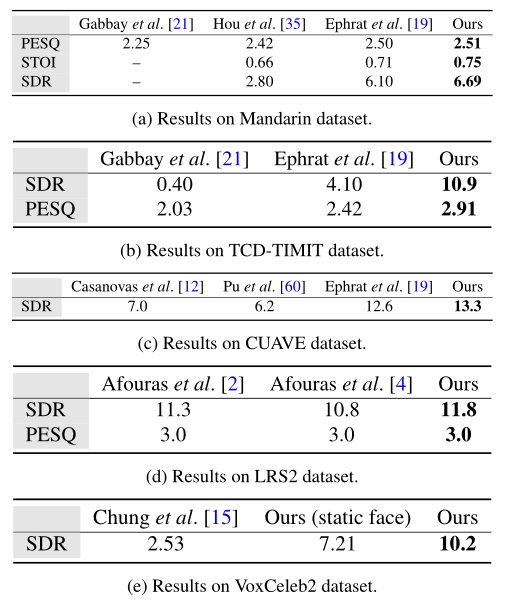 Gabbay et al. [21] Hou et al. [35] Ephrat et al. [19] Ours
PESQ 2.25 2.42 2.50 2.51
STOI – 0.66 0.71 0.75
SDR – 2.80 6.10 6.69
(a) Results on Mandarin dataset.
Gabbay et al. [21] Ephrat et al. [19] Ours
SDR 0.40 4.10 10.9
PESQ 2.03 2.42 2.91
(b) Results on TCD-TIMIT dataset.
Casanovas et al. [12] Pu et al. [60] Ephrat et al. [19] Ours
SDR 7.0 6.2 12.6 13.3
(c) Results on CUAVE dataset.
Afouras et al. [2] Afouras et al. [4] Ours
SDR 11.3 10.8 11.8
PESQ 3.0 3.0 3.0
(d) Results on LRS2 dataset.
Chung et al. [15] Ours (static face) Ours
SDR 2.53 7.21 10.2
(e) Results on VoxCeleb2 dataset.